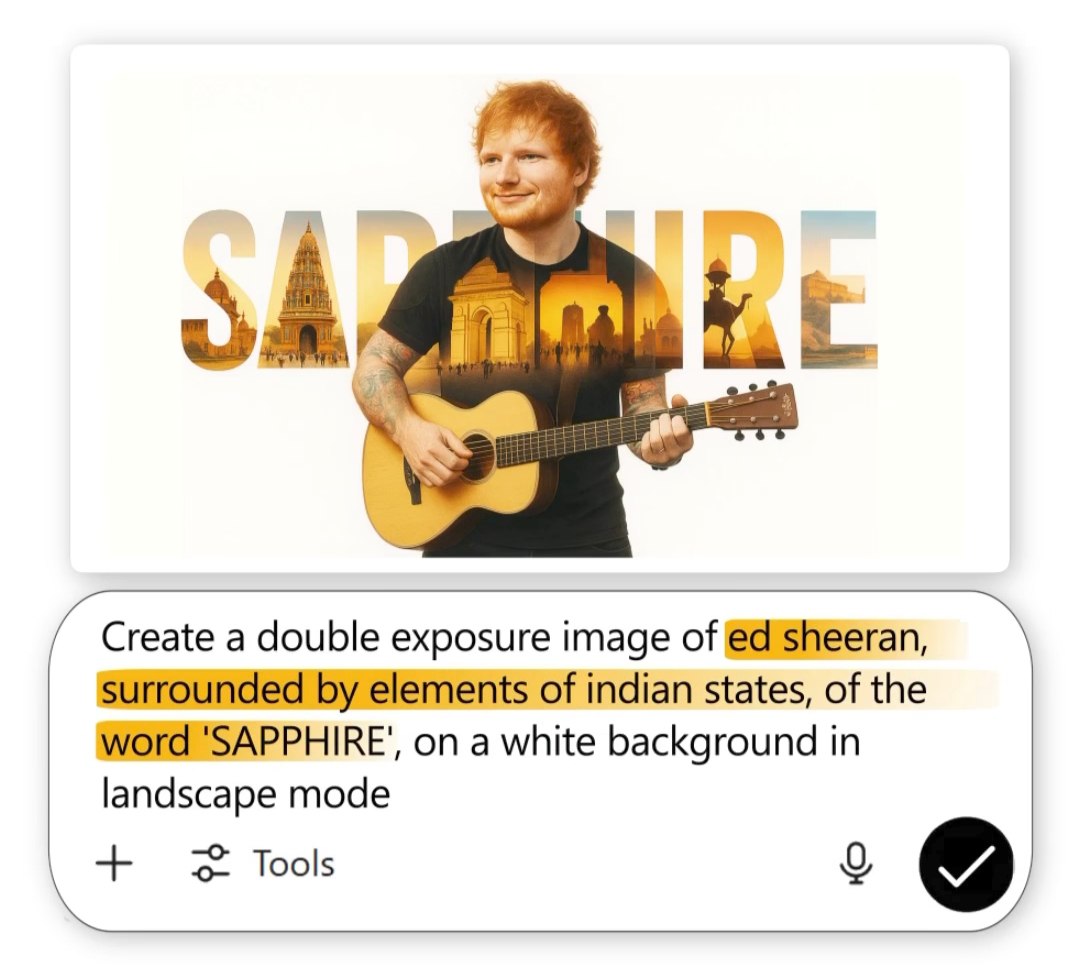 SAPPHIRE
Create a double exposure image of ed sheeran,
surrounded by elements of indian states, of the
word 'SAPPHIRE', on a white background in
landscape mode
Tools